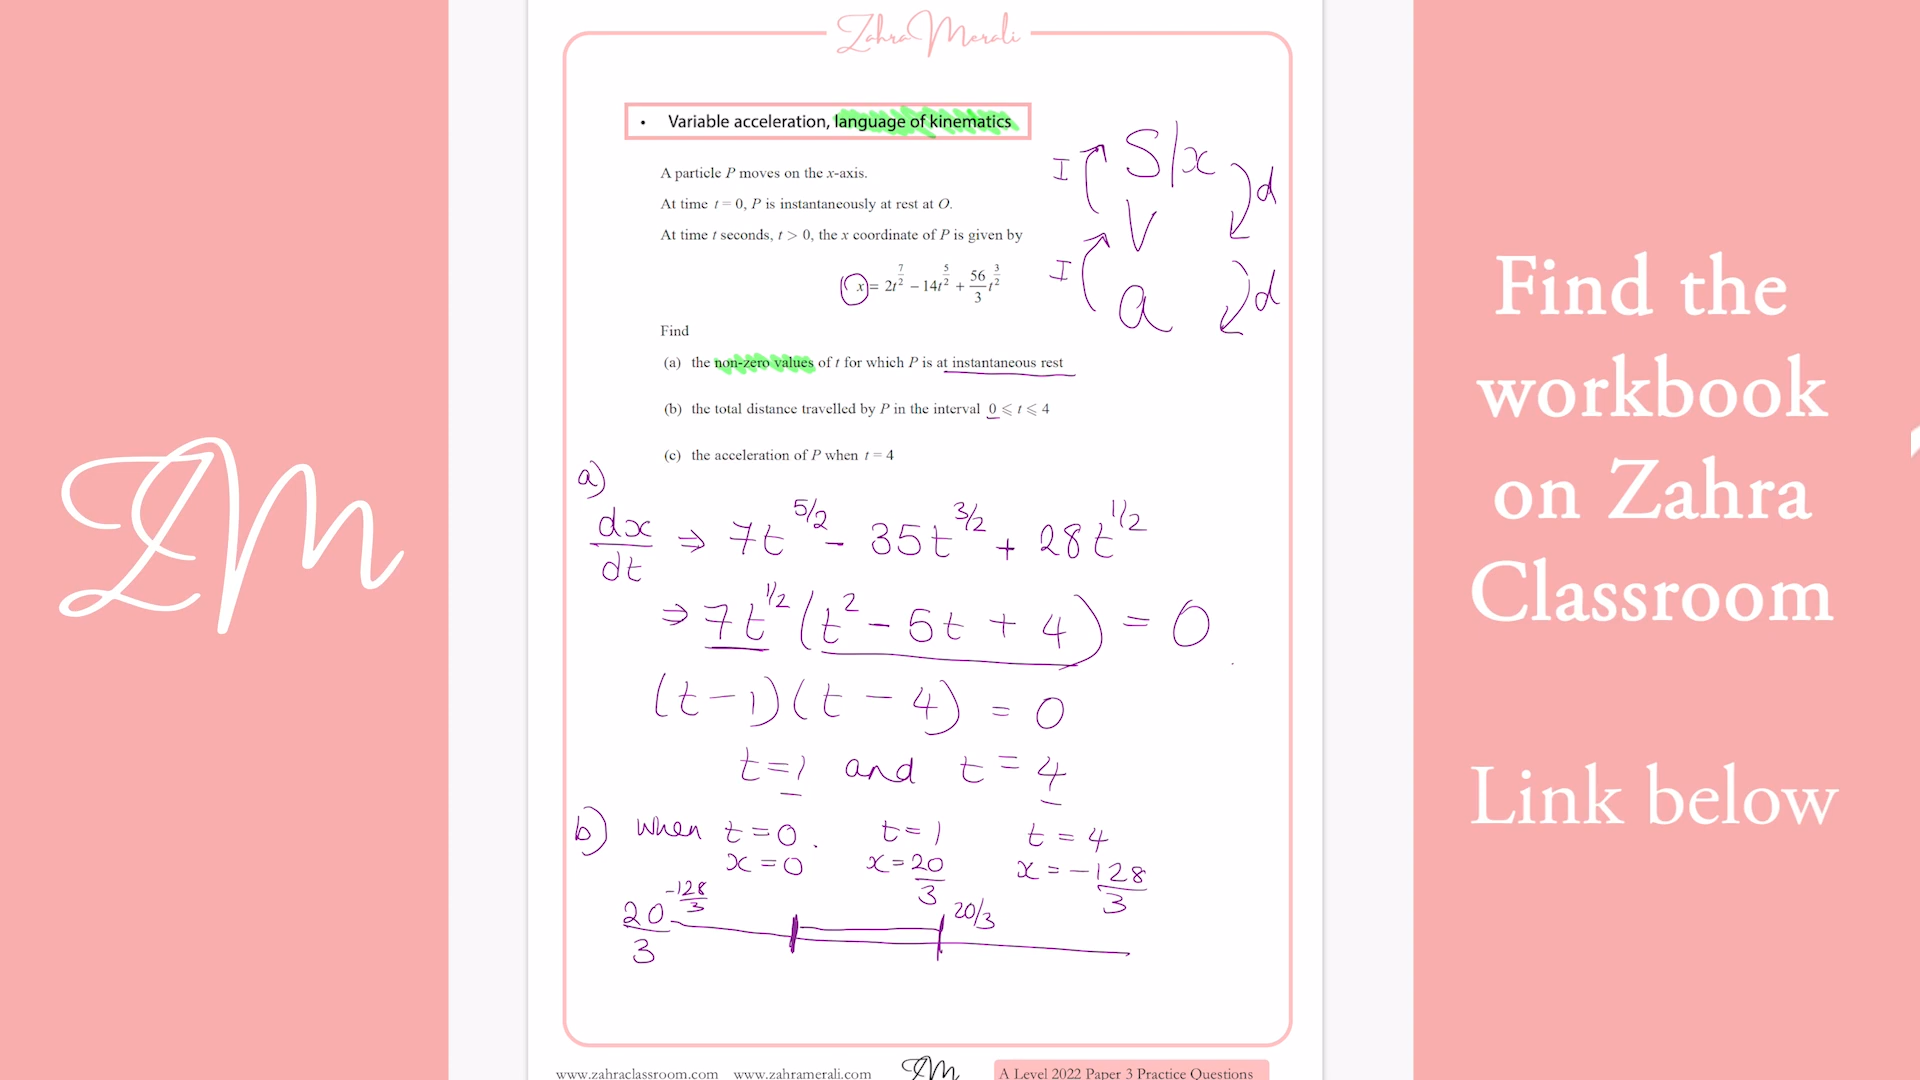 Zahra Merali
• Variable acceleration, language of kinematics
A particle P moves on the x-axis.
At time t = 0, P is instantaneously at rest at O.
At time t seconds, t > 0, the x coordinate of P is given by
x = 2t^(7/2) − 14t^(5/2) + 56/3 t^(3/2)
Find
(a) the non-zero values of t for which P is at instantaneous rest
(b) the total distance travelled by P in the interval 0 ⩽ t ⩽ 4
(c) the acceleration of P when t = 4
I S/x d
V
I a d
a)
dx/dt ⇒ 7t^(5/2) − 35t^(3/2) + 28t^(1/2)
⇒ 7t^(1/2) (t² − 5t + 4) = 0
(t − 1)(t − 4) = 0
t = 1 and t = 4
b) when t = 0 t = 1 t = 4
x = 0 x = 20/3 x = −128/3
−128/3 20/3
20/3
www.zahraclassroom.com www.zahramerali.com ZM A Level 2022 Paper 3 Practice Questions
ZM
Find the
workbook
on Zahra
Classroom
Link below